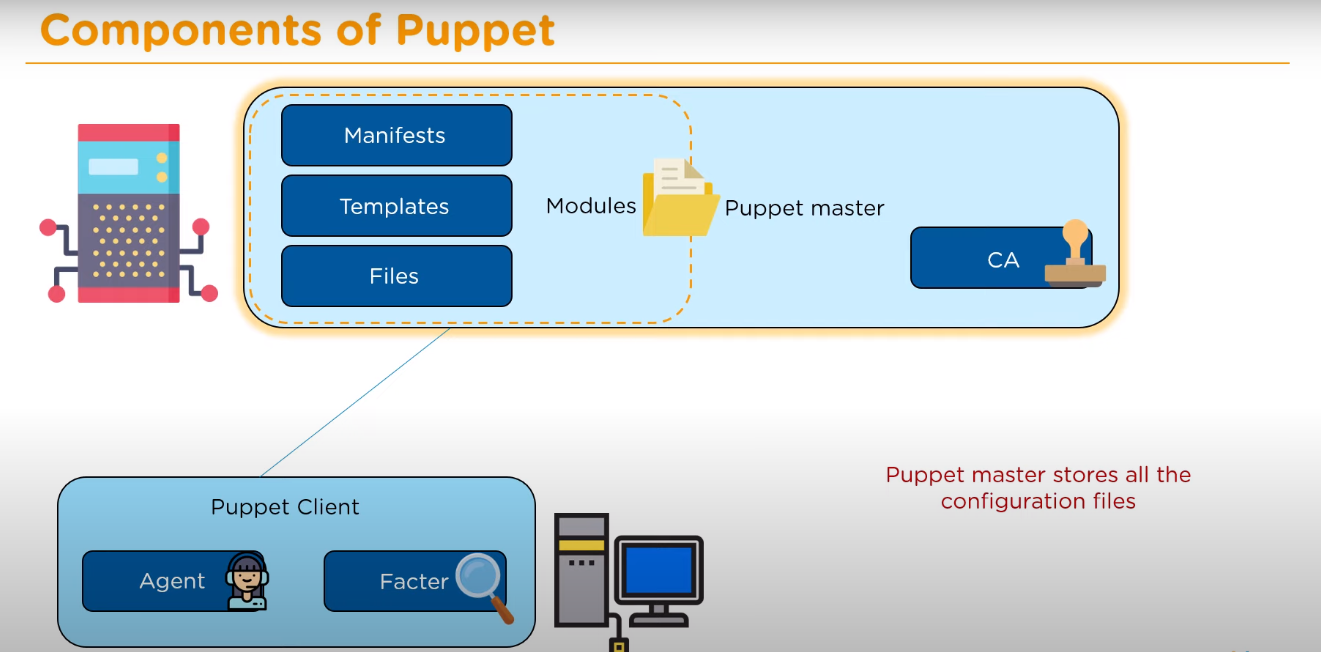 Components of Puppet
Manifests
Templates
Files
Modules
Puppet master
CA
Puppet Client
Agent
Facter
Puppet master stores all the
configuration files